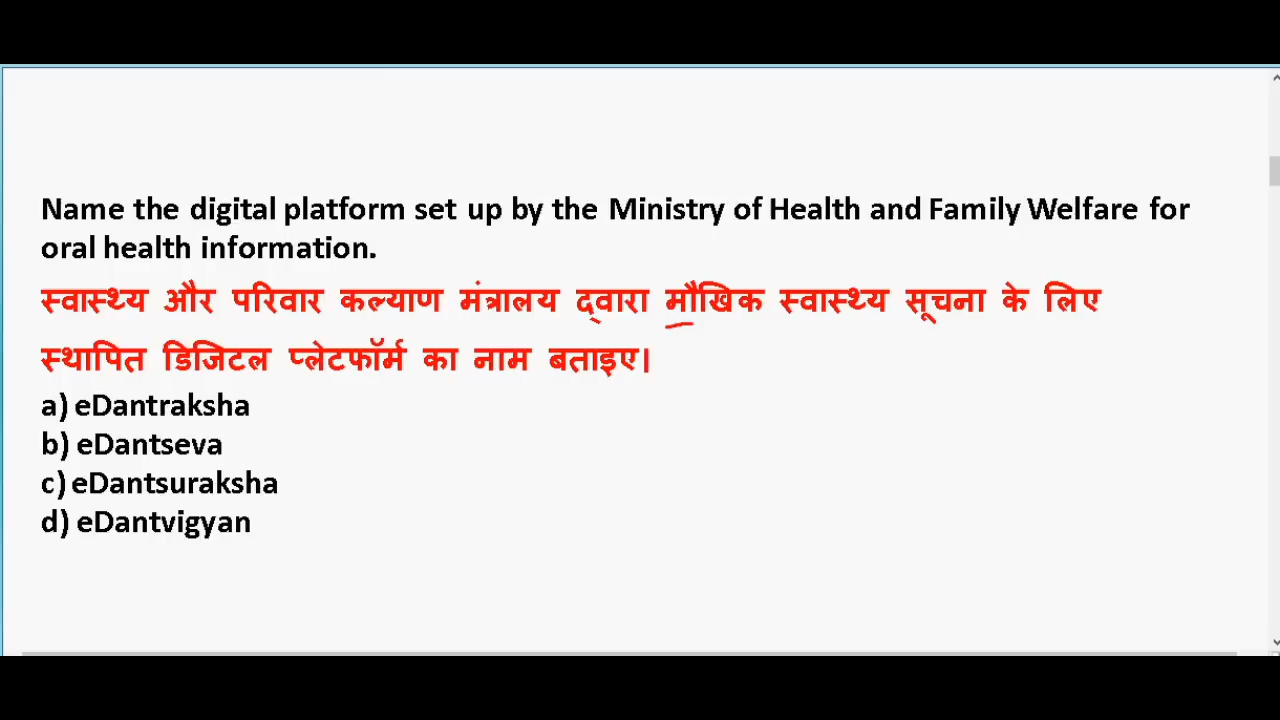 Name the digital platform set up by the Ministry of Health and Family Welfare for
oral health information.
स्वास्थ्य और परिवार कल्याण मंत्रालय द्वारा मौखिक स्वास्थ्य सूचना के लिए
स्थापित डिजिटल प्लेटफॉर्म का नाम बताइए।
a) eDantraksha
b) eDantseva
c) eDantsuraksha
d) eDantvigyan